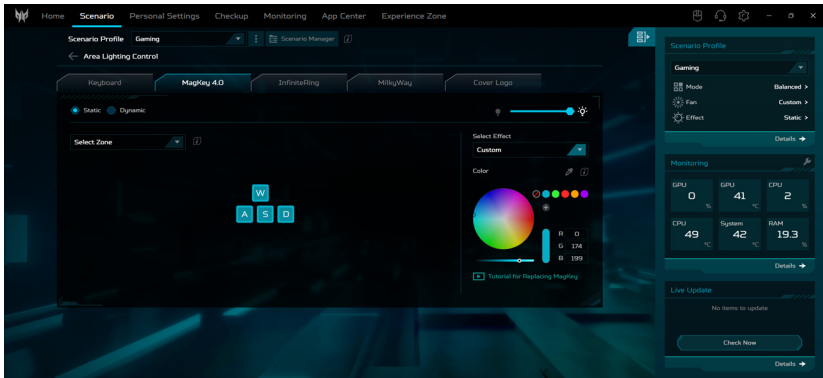 Home Scenario Personal Settings Checkup Monitoring App Center Experience Zone
Scenario Profile Gaming Scenario Manager
Area Lighting Control
Keyboard MagKey 4.0 InfiniteRing MilkyWay Cover Logo
Static Dynamic
Select Zone
W
A S D
Select Effect
Custom
Color
R 0
G 174
B 199
Tutorial for Replacing MagKey
Scenario Profile
Gaming
Mode Balanced >
Fan Custom >
Effect Static >
Details
Monitoring
GPU 0 %
GPU 41 °C
CPU 2 %
CPU 49 °C
System 42 °C
RAM 19.3 %
Details
Live Update
No items to update
Check Now
Details